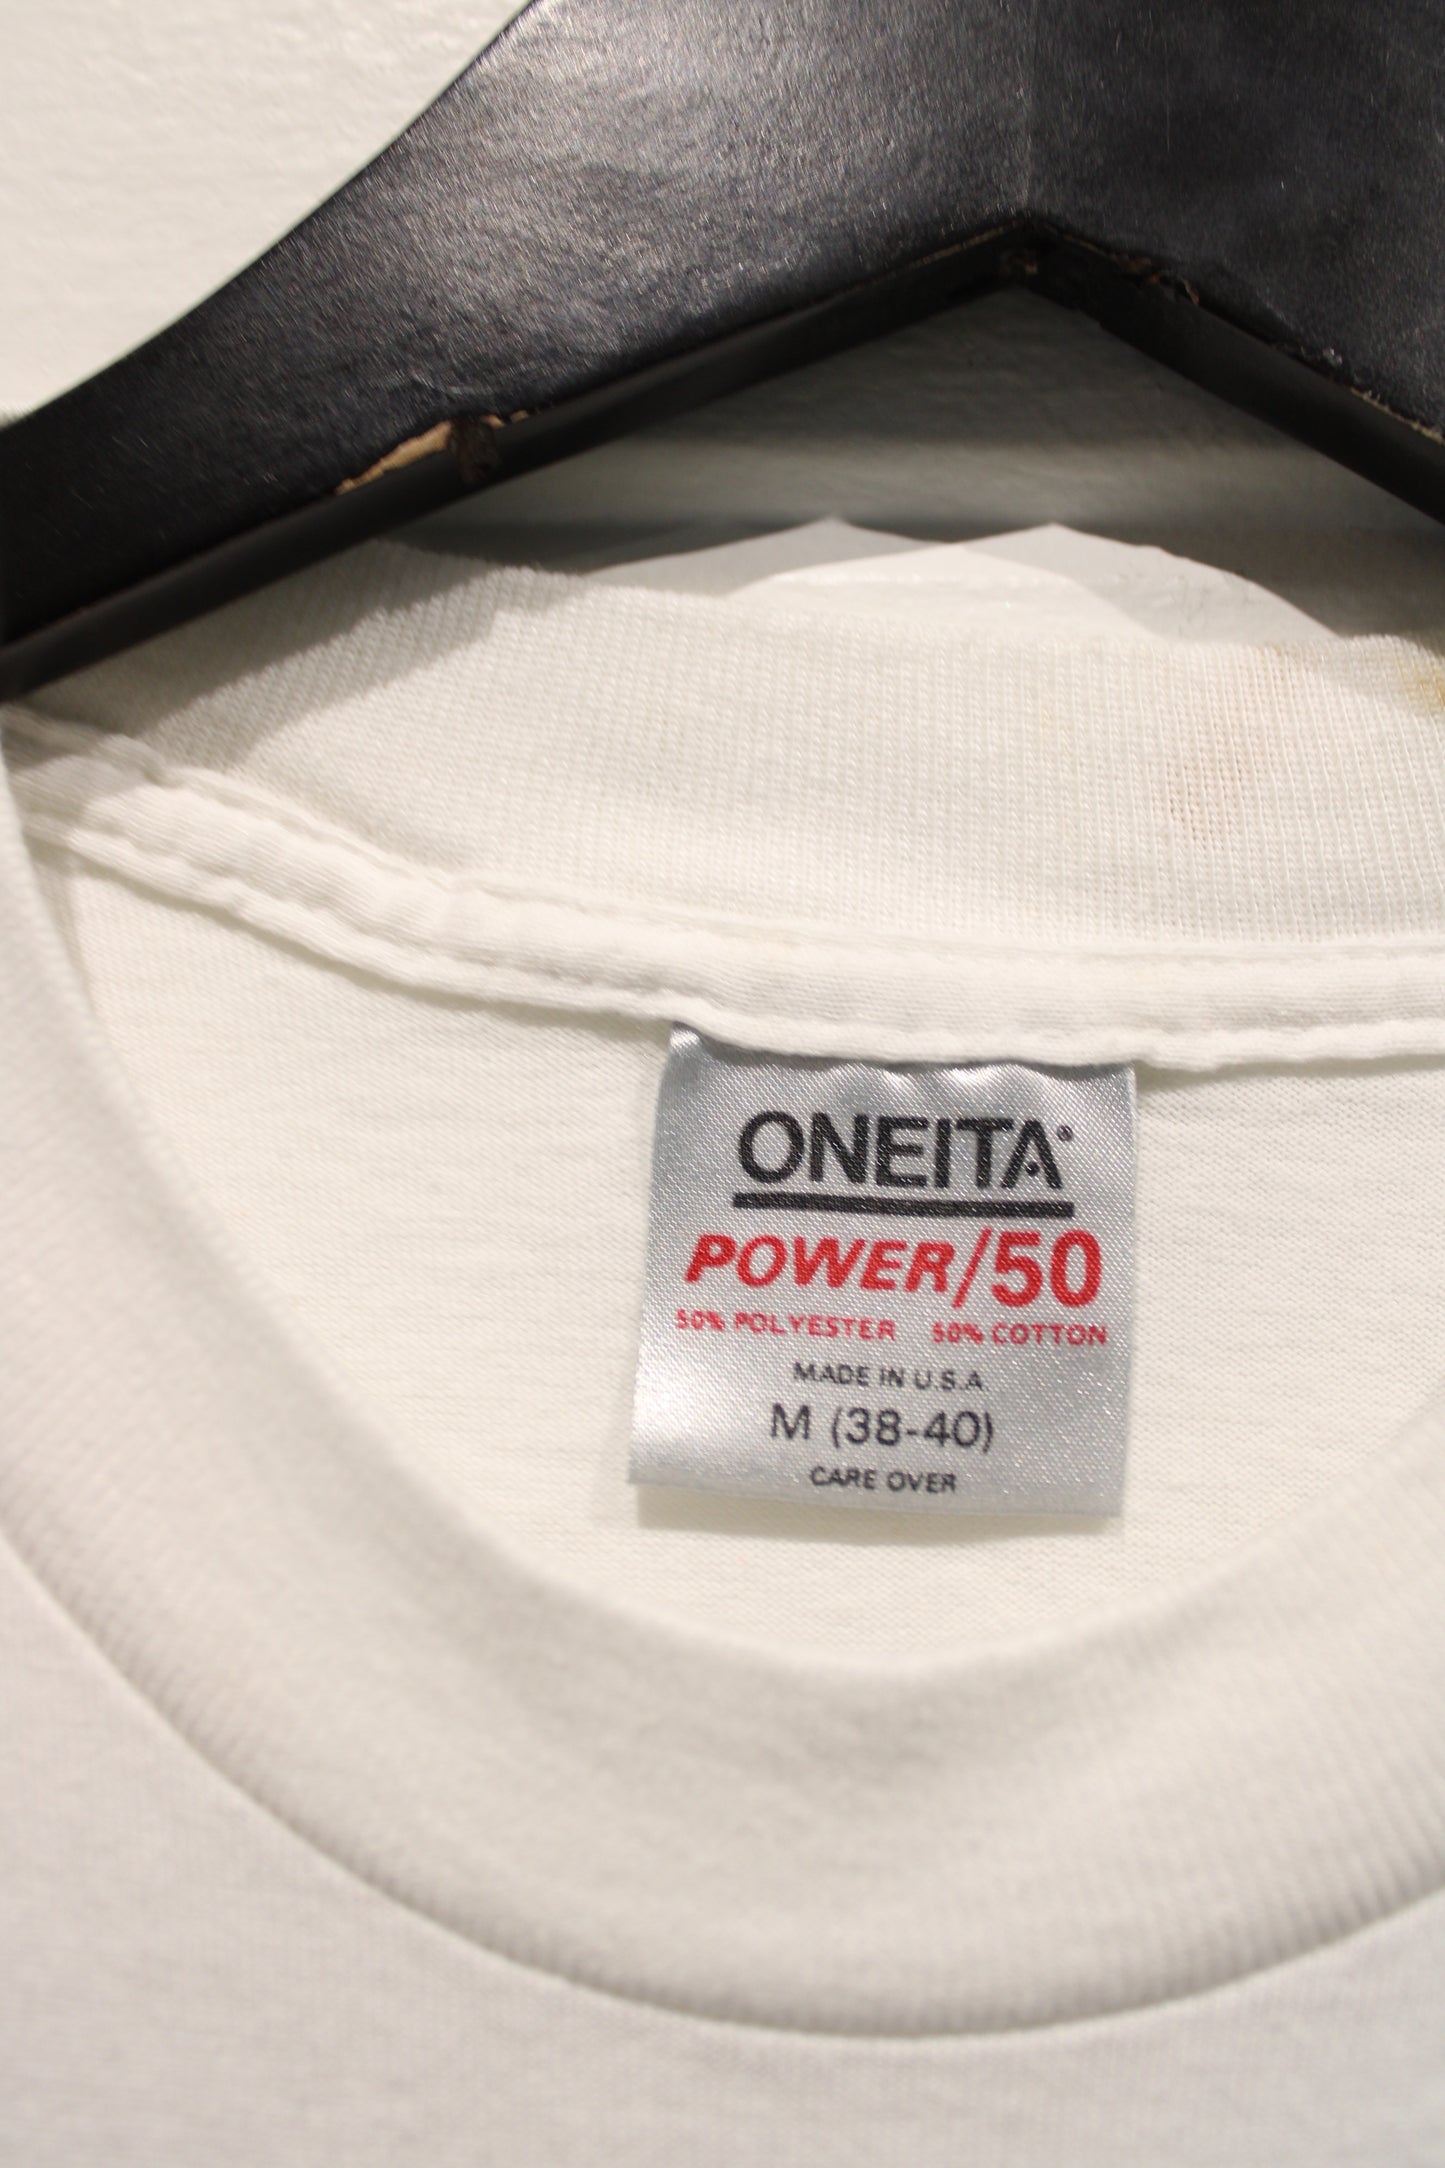 ONEITA
POWER/50
50% POLYESTER 50% COTTON
MADE IN U.S.A
M (38-40)
CARE OVER